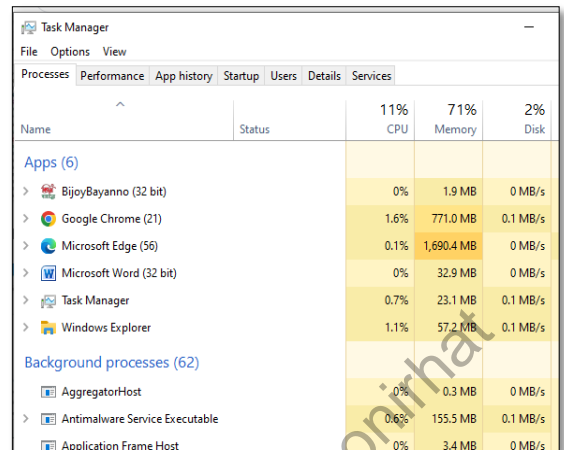 Task Manager
File Options View
Processes Performance App history Startup Users Details Services
11% 71% 2%
Name Status CPU Memory Disk
Apps (6)
BijoyBayanno (32 bit) 0% 1.9 MB 0 MB/s
Google Chrome (21) 1.6% 771.0 MB 0.1 MB/s
Microsoft Edge (56) 0.1% 1,690.4 MB 0 MB/s
Microsoft Word (32 bit) 0% 32.9 MB 0 MB/s
Task Manager 0.7% 23.1 MB 0.1 MB/s
Windows Explorer 1.1% 57.2 MB 0.1 MB/s
Background processes (62)
AggregatorHost 0% 0.3 MB 0 MB/s
Antimalware Service Executable 0.6% 155.5 MB 0.1 MB/s
Application Frame Host 0% 3.4 MB 0 MB/s